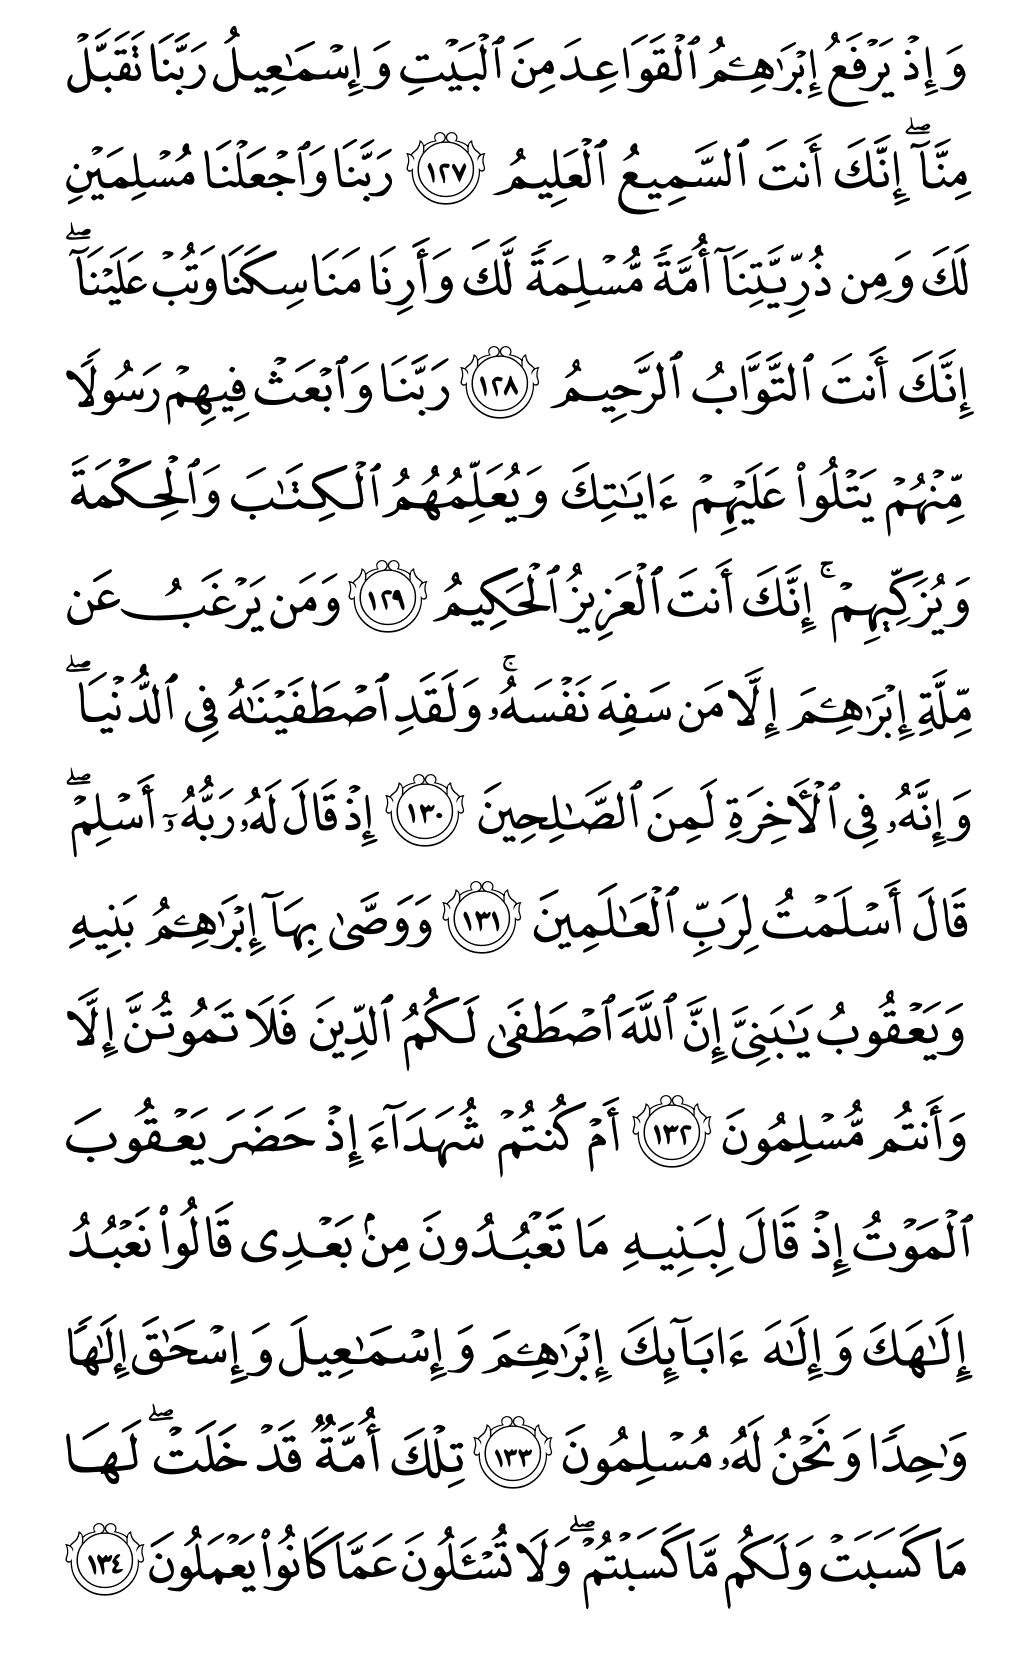 وَإِذۡ يَرۡفَعُ إِبۡرَٰهِـۧمُ ٱلۡقَوَاعِدَ مِنَ ٱلۡبَيۡتِ وَإِسۡمَٰعِيلُ رَبَّنَا تَقَبَّلۡ
مِنَّآۖ إِنَّكَ أَنتَ ٱلسَّمِيعُ ٱلۡعَلِيمُ ١٢٧ رَبَّنَا وَٱجۡعَلۡنَا مُسۡلِمَيۡنِ
لَكَ وَمِن ذُرِّيَّتِنَآ أُمَّةٗ مُّسۡلِمَةٗ لَّكَ وَأَرِنَا مَنَاسِكَنَا وَتُبۡ عَلَيۡنَآۖ
إِنَّكَ أَنتَ ٱلتَّوَّابُ ٱلرَّحِيمُ ١٢٨ رَبَّنَا وَٱبۡعَثۡ فِيهِمۡ رَسُولٗا
مِّنۡهُمۡ يَتۡلُواْ عَلَيۡهِمۡ ءَايَٰتِكَ وَيُعَلِّمُهُمُ ٱلۡكِتَٰبَ وَٱلۡحِكۡمَةَ
وَيُزَكِّيهِمۡۚ إِنَّكَ أَنتَ ٱلۡعَزِيزُ ٱلۡحَكِيمُ ١٢٩ وَمَن يَرۡغَبُ عَن
مِّلَّةِ إِبۡرَٰهِـۧمَ إِلَّا مَن سَفِهَ نَفۡسَهُۥۚ وَلَقَدِ ٱصۡطَفَيۡنَٰهُ فِي ٱلدُّنۡيَاۖ
وَإِنَّهُۥ فِي ٱلۡأٓخِرَةِ لَمِنَ ٱلصَّٰلِحِينَ ١٣٠ إِذۡ قَالَ لَهُۥ رَبُّهُۥٓ أَسۡلِمۡۖ
قَالَ أَسۡلَمۡتُ لِرَبِّ ٱلۡعَٰلَمِينَ ١٣١ وَوَصَّىٰ بِهَآ إِبۡرَٰهِـۧمُ بَنِيهِ
وَيَعۡقُوبُ يَٰبَنِيَّ إِنَّ ٱللَّهَ ٱصۡطَفَىٰ لَكُمُ ٱلدِّينَ فَلَا تَمُوتُنَّ إِلَّا
وَأَنتُم مُّسۡلِمُونَ ١٣٢ أَمۡ كُنتُمۡ شُهَدَآءَ إِذۡ حَضَرَ يَعۡقُوبَ
ٱلۡمَوۡتُ إِذۡ قَالَ لِبَنِيهِ مَا تَعۡبُدُونَ مِنۢ بَعۡدِي قَالُواْ نَعۡبُدُ
إِلَٰهَكَ وَإِلَٰهَ ءَابَآئِكَ إِبۡرَٰهِـۧمَ وَإِسۡمَٰعِيلَ وَإِسۡحَٰقَ إِلَٰهٗا
وَٰحِدٗا وَنَحۡنُ لَهُۥ مُسۡلِمُونَ ١٣٣ تِلۡكَ أُمَّةٞ قَدۡ خَلَتۡۖ لَهَا
مَا كَسَبَتۡ وَلَكُم مَّا كَسَبۡتُمۡۖ وَلَا تُسۡـَٔلُونَ عَمَّا كَانُواْ يَعۡمَلُونَ ١٣٤